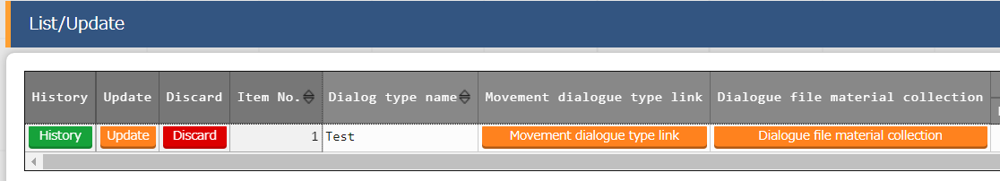 List/Update
History Update Discard Item No. Dialog type name Movement dialogue type link Dialogue file material collection
History Update Discard 1 Test Movement dialogue type link Dialogue file material collection